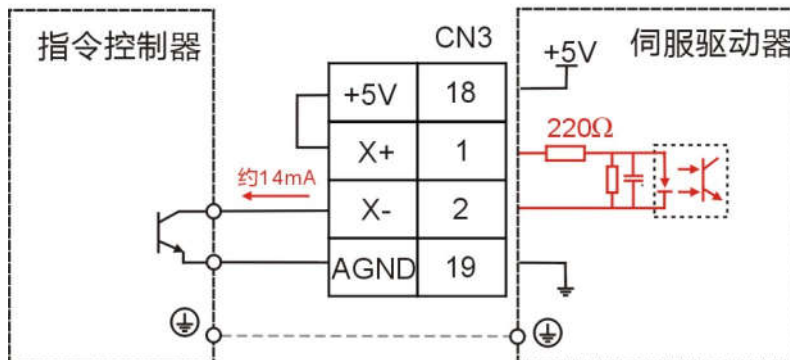 指令控制器
CN3
伺服驱动器
+5V
+5V 18
X+ 1
220Ω
约14mA
X- 2
AGND 19